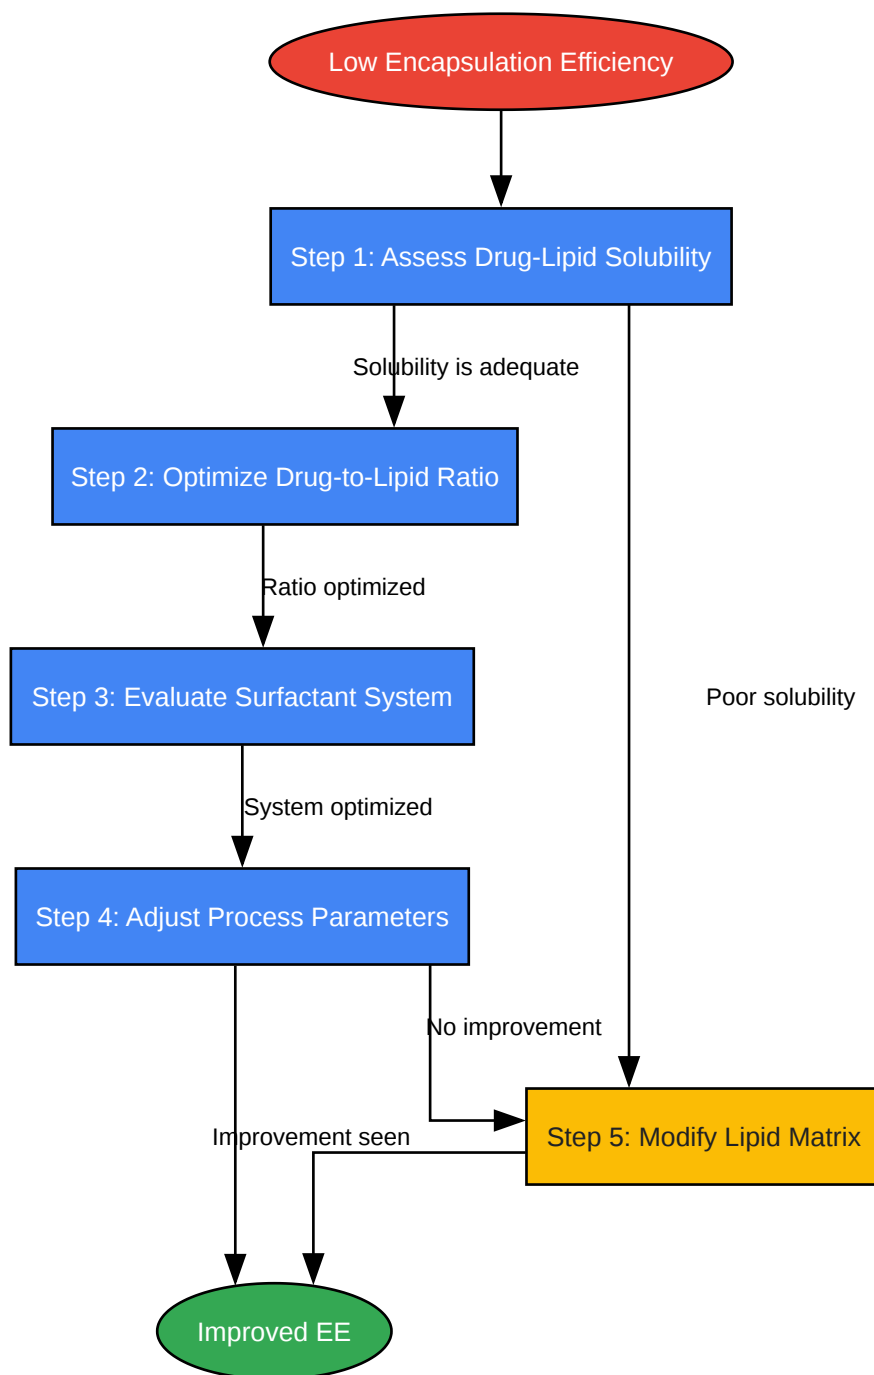 Low Encapsulation Efficiency
Step 1: Assess Drug-Lipid Solubility
Solubility is adequate
Step 2: Optimize Drug-to-Lipid Ratio
Ratio optimized
Step 3: Evaluate Surfactant System
Poor solubility
System optimized
Step 4: Adjust Process Parameters
No improvement
Improvement seen
Step 5: Modify Lipid Matrix
Improved EE